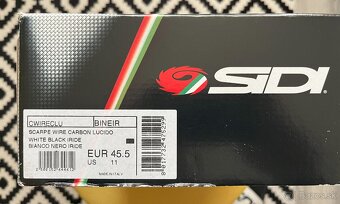 SIDI
CWIRECLU
BINEIR
SCARPE WIRE CARBON LUCIDO
WHITE BLACK IRIDE
BIANCO NERO IRIDE
EUR 45.5
US 11
MADE IN ITALY